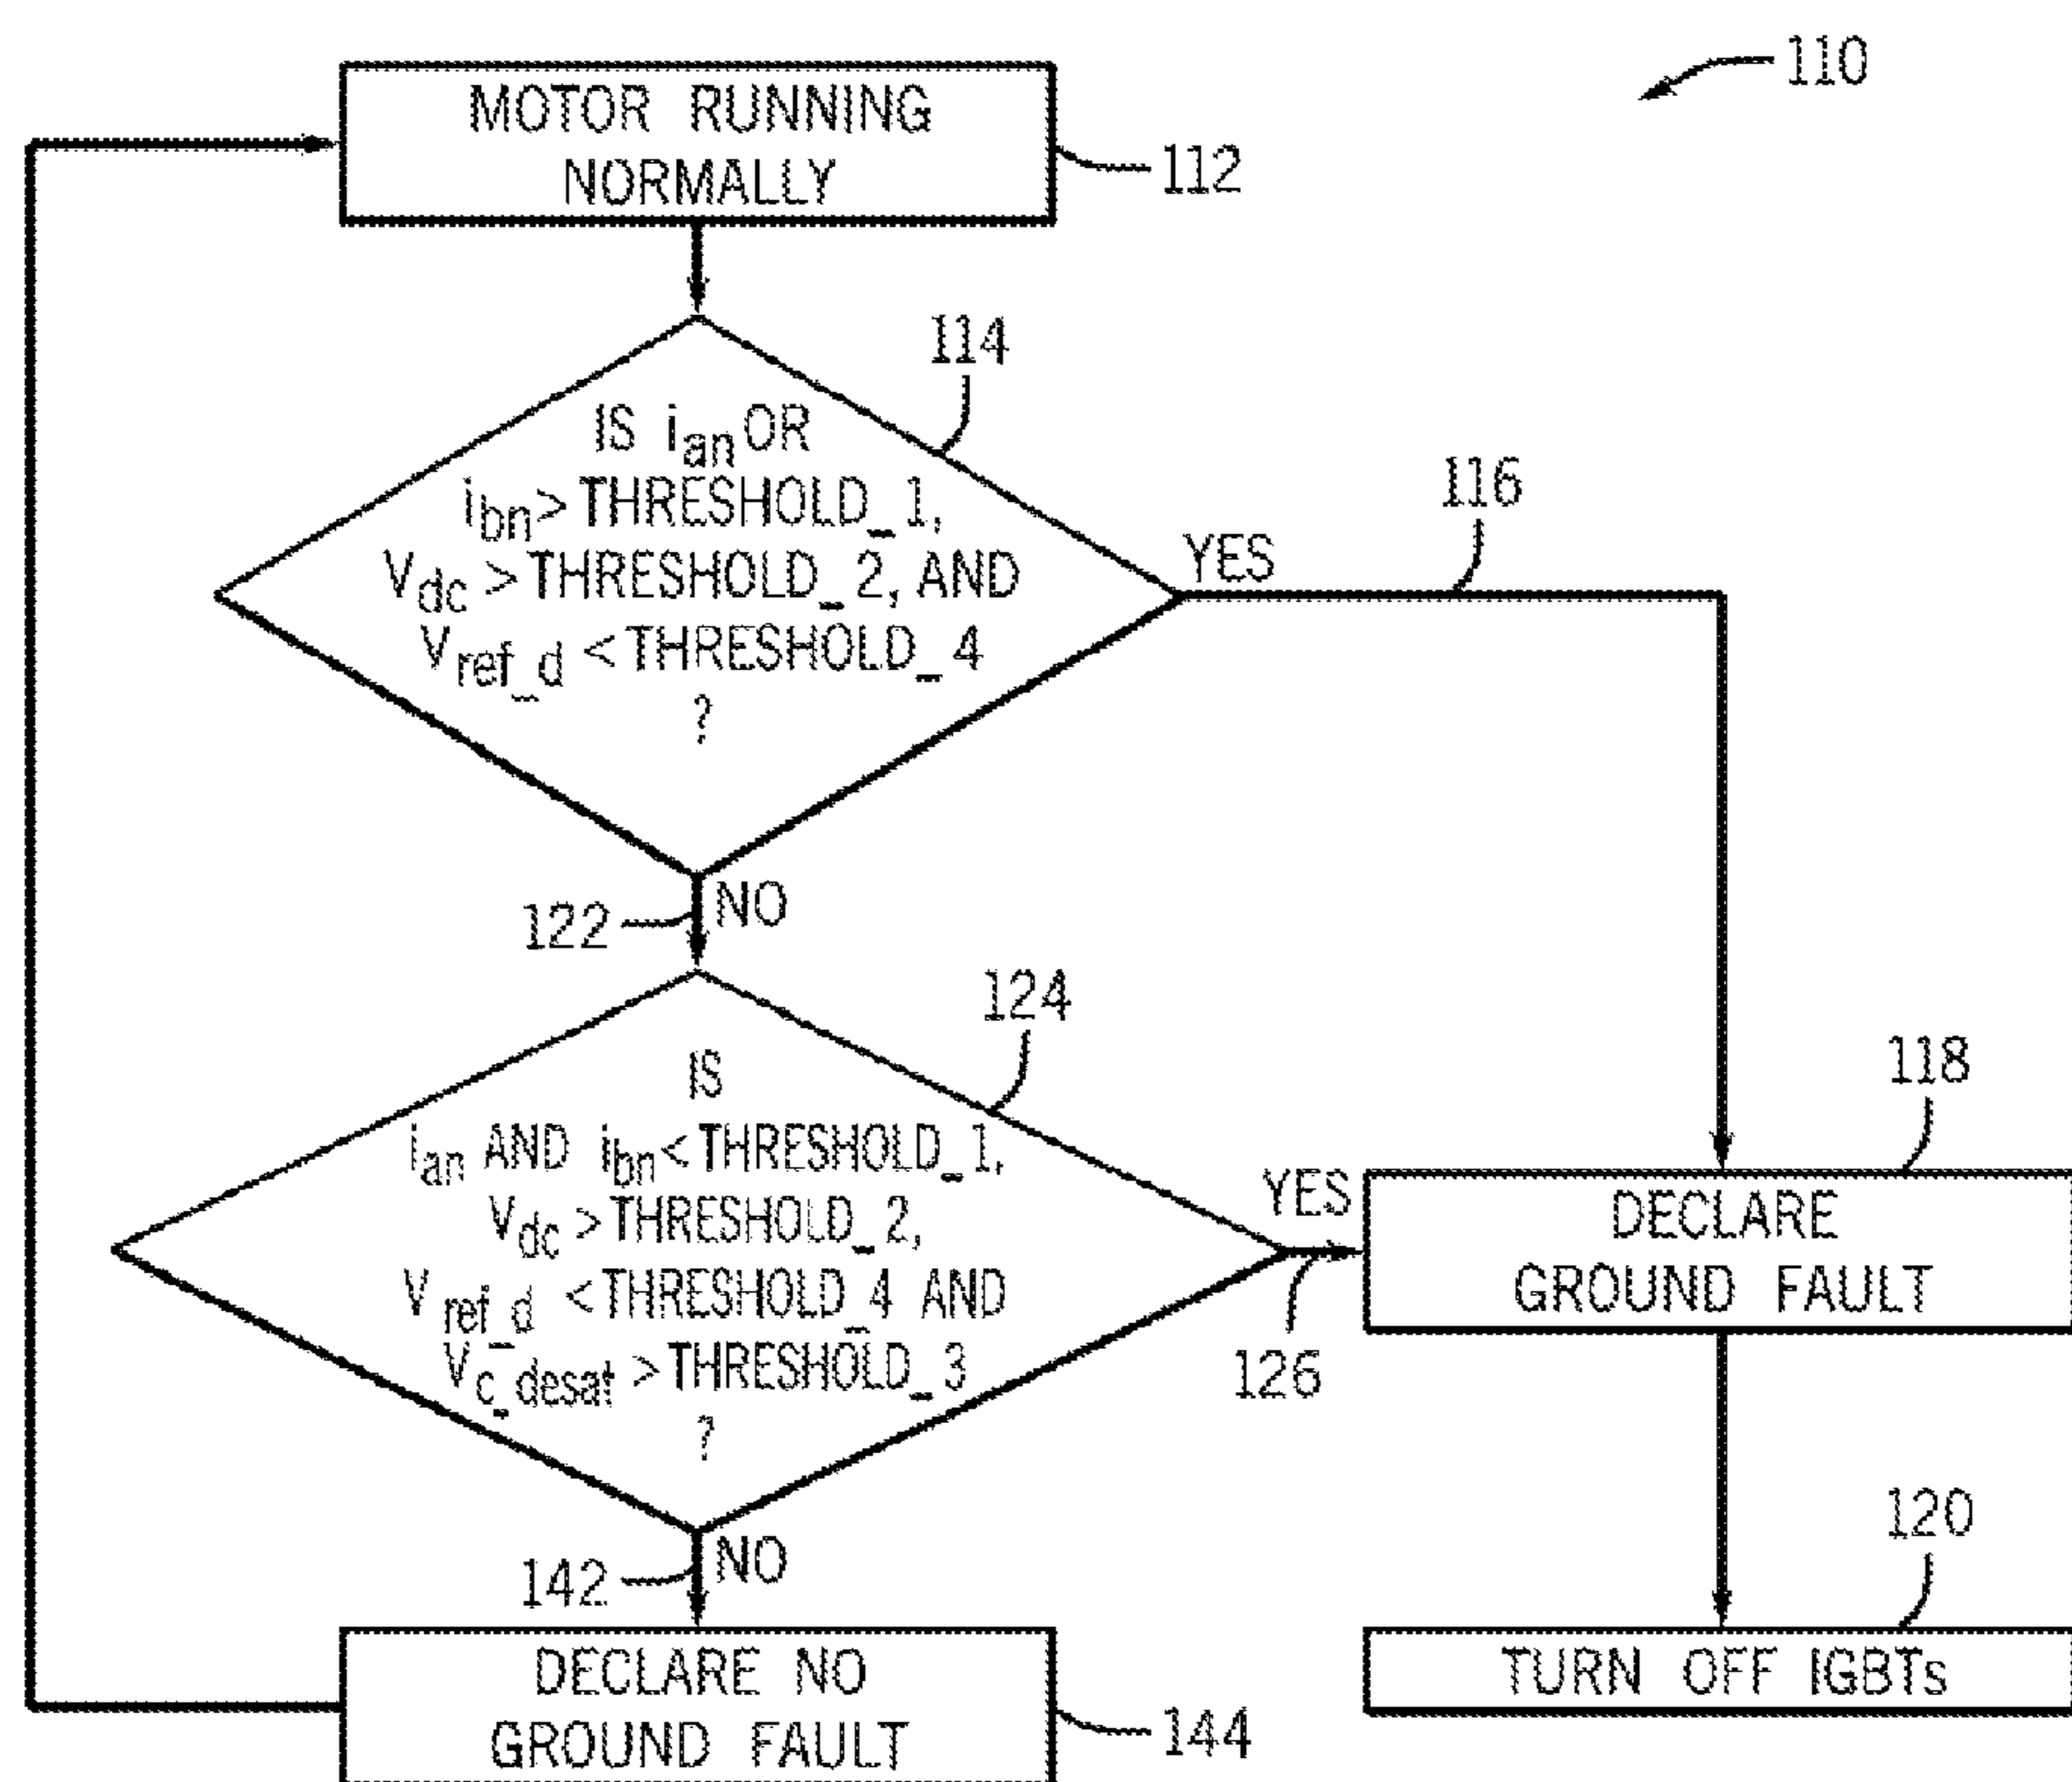 110
MOTOR RUNNING
NORMALLY
112
114
IS i_an OR
i_bn > THRESHOLD_1,
V_dc > THRESHOLD_2, AND
V_ref_d < THRESHOLD_4
?
YES
116
122
NO
124
IS
i_an AND i_bn < THRESHOLD_1,
V_dc > THRESHOLD_2,
V_ref_d < THRESHOLD_4 AND
V_c_desat > THRESHOLD_3
?
YES
126
118
DECLARE
GROUND FAULT
120
TURN OFF IGBTs
142
NO
DECLARE NO
GROUND FAULT
144